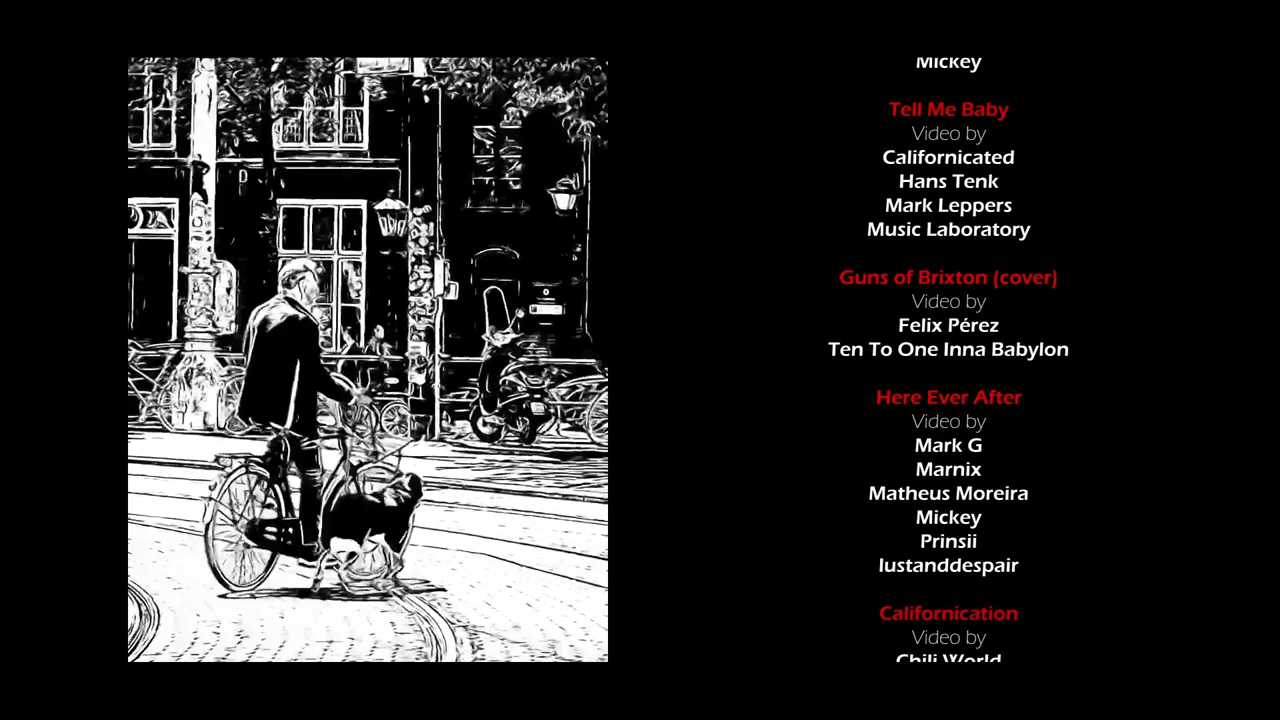 Mickey
Tell Me Baby
Video by
Californicated
Hans Tenk
Mark Leppers
Music Laboratory
Guns of Brixton (cover)
Video by
Felix Pérez
Ten To One Inna Babylon
Here Ever After
Video by
Mark G
Marnix
Matheus Moreira
Mickey
Prinsii
lustanddespair
Californication
Video by
Chili World